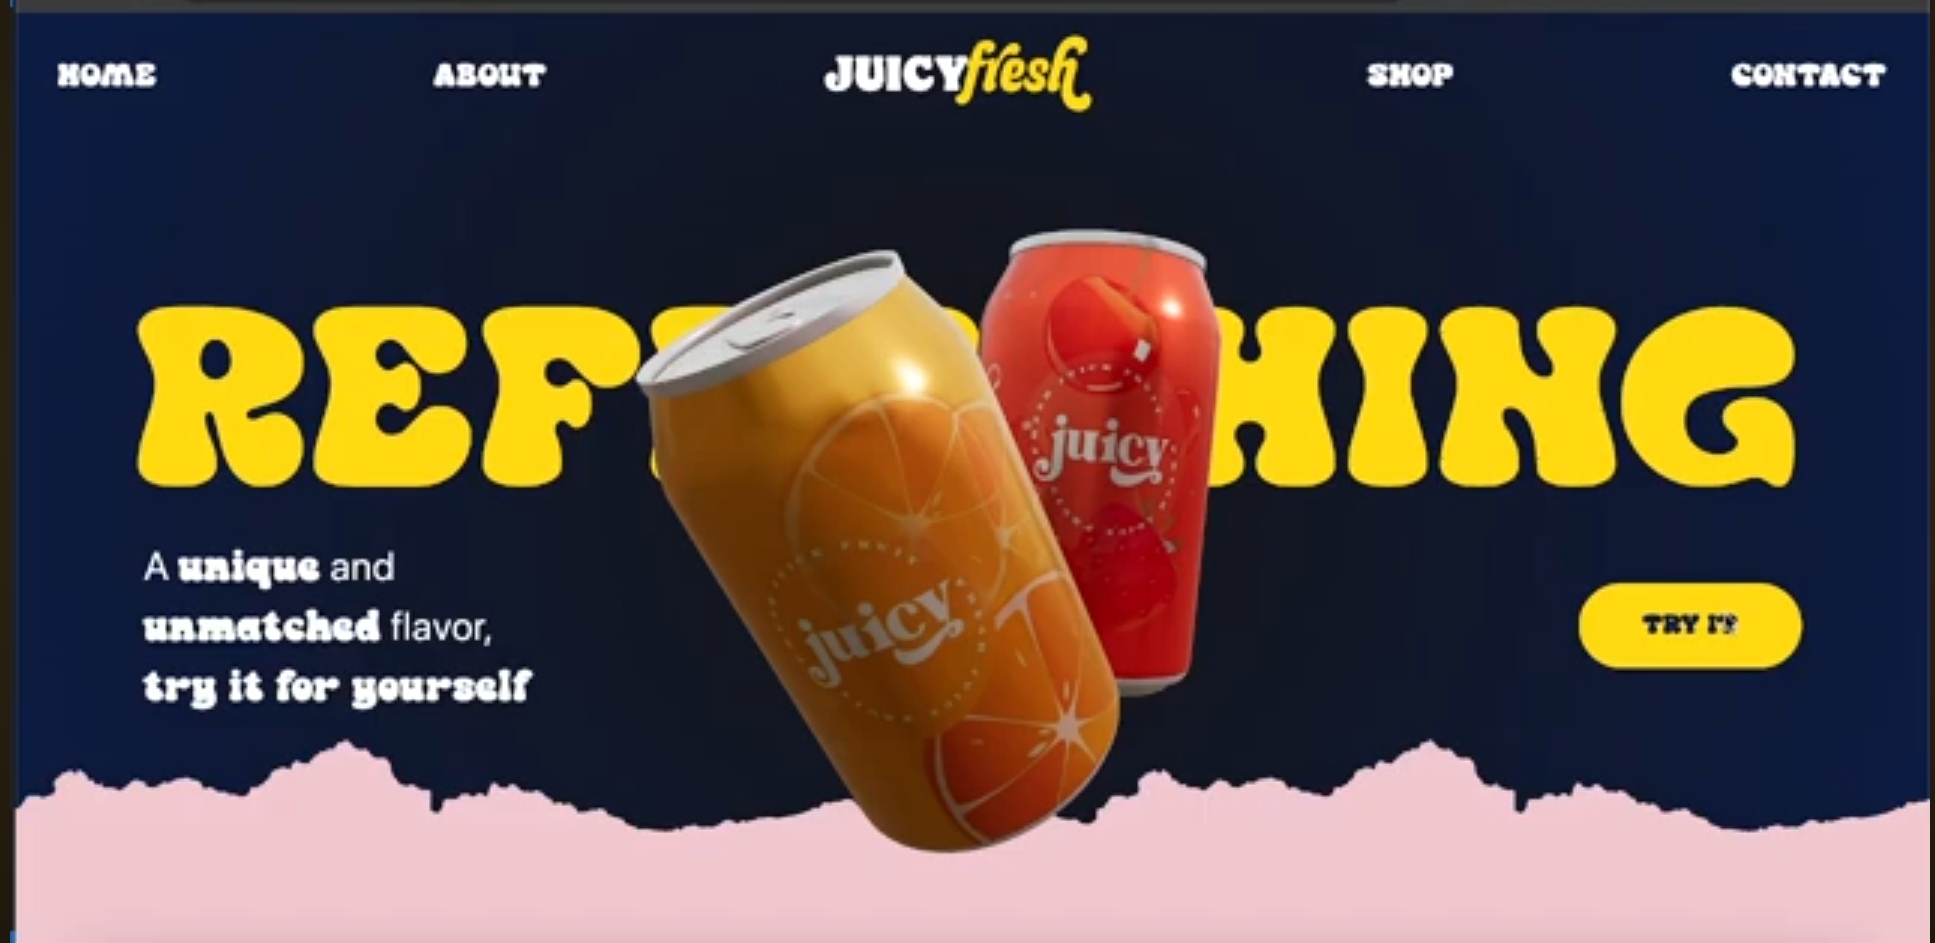 HOME ABOUT JUICYfresh SHOP CONTACT
REF HING
juicy
juicy
A unique and
unmatched flavor,
try it for yourself
TRY IT